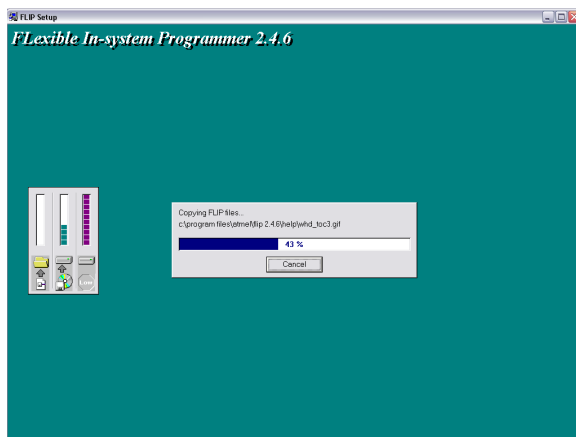 FLIP Setup
FLexible In-system Programmer 2.4.6
Copying FLIP files...
c:\program files\atmel\flip 2.4.6\help\whd_toc3.gif
43 %
Cancel
Low